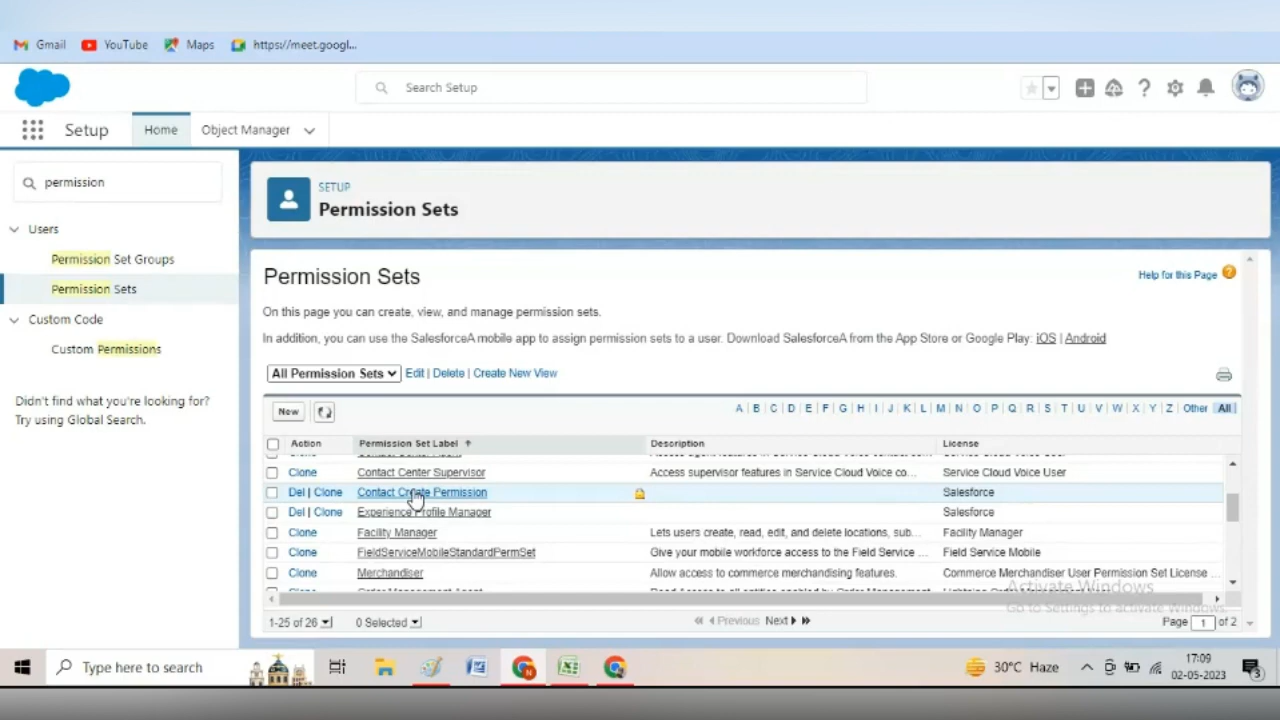 Gmail YouTube Maps https://meet.googl...
Search Setup
Setup Home Object Manager
permission
Users
Permission Set Groups
Permission Sets
Custom Code
Custom Permissions
Didn't find what you're looking for?
Try using Global Search.
SETUP
Permission Sets
Permission Sets
Help for this Page
On this page you can create, view, and manage permission sets.
In addition, you can use the SalesforceA mobile app to assign permission sets to a user. Download SalesforceA from the App Store or Google Play: iOS | Android
All Permission Sets Edit | Delete | Create New View
New A B C D E F G H I J K L M N O P Q R S T U V W X Y Z Other All
Action Permission Set Label Description License
Clone Contact Center Supervisor Access supervisor features in Service Cloud Voice co... Service Cloud Voice User
Del | Clone Contact Create Permission Salesforce
Del | Clone Experience Profile Manager Salesforce
Clone Facility Manager Lets users create, read, edit, and delete locations, sub... Facility Manager
Clone FieldServiceMobileStandardPermSet Give your mobile workforce access to the Field Service ... Field Service Mobile
Clone Merchandiser Allow access to commerce merchandising features. Commerce Merchandiser User Permission Set License ...
Activate Windows
Go to Settings to activate Windows.
1-25 of 26 0 Selected Previous Next Page 1 of 2
Type here to search 30°C Haze 17:09
02-05-2023 3